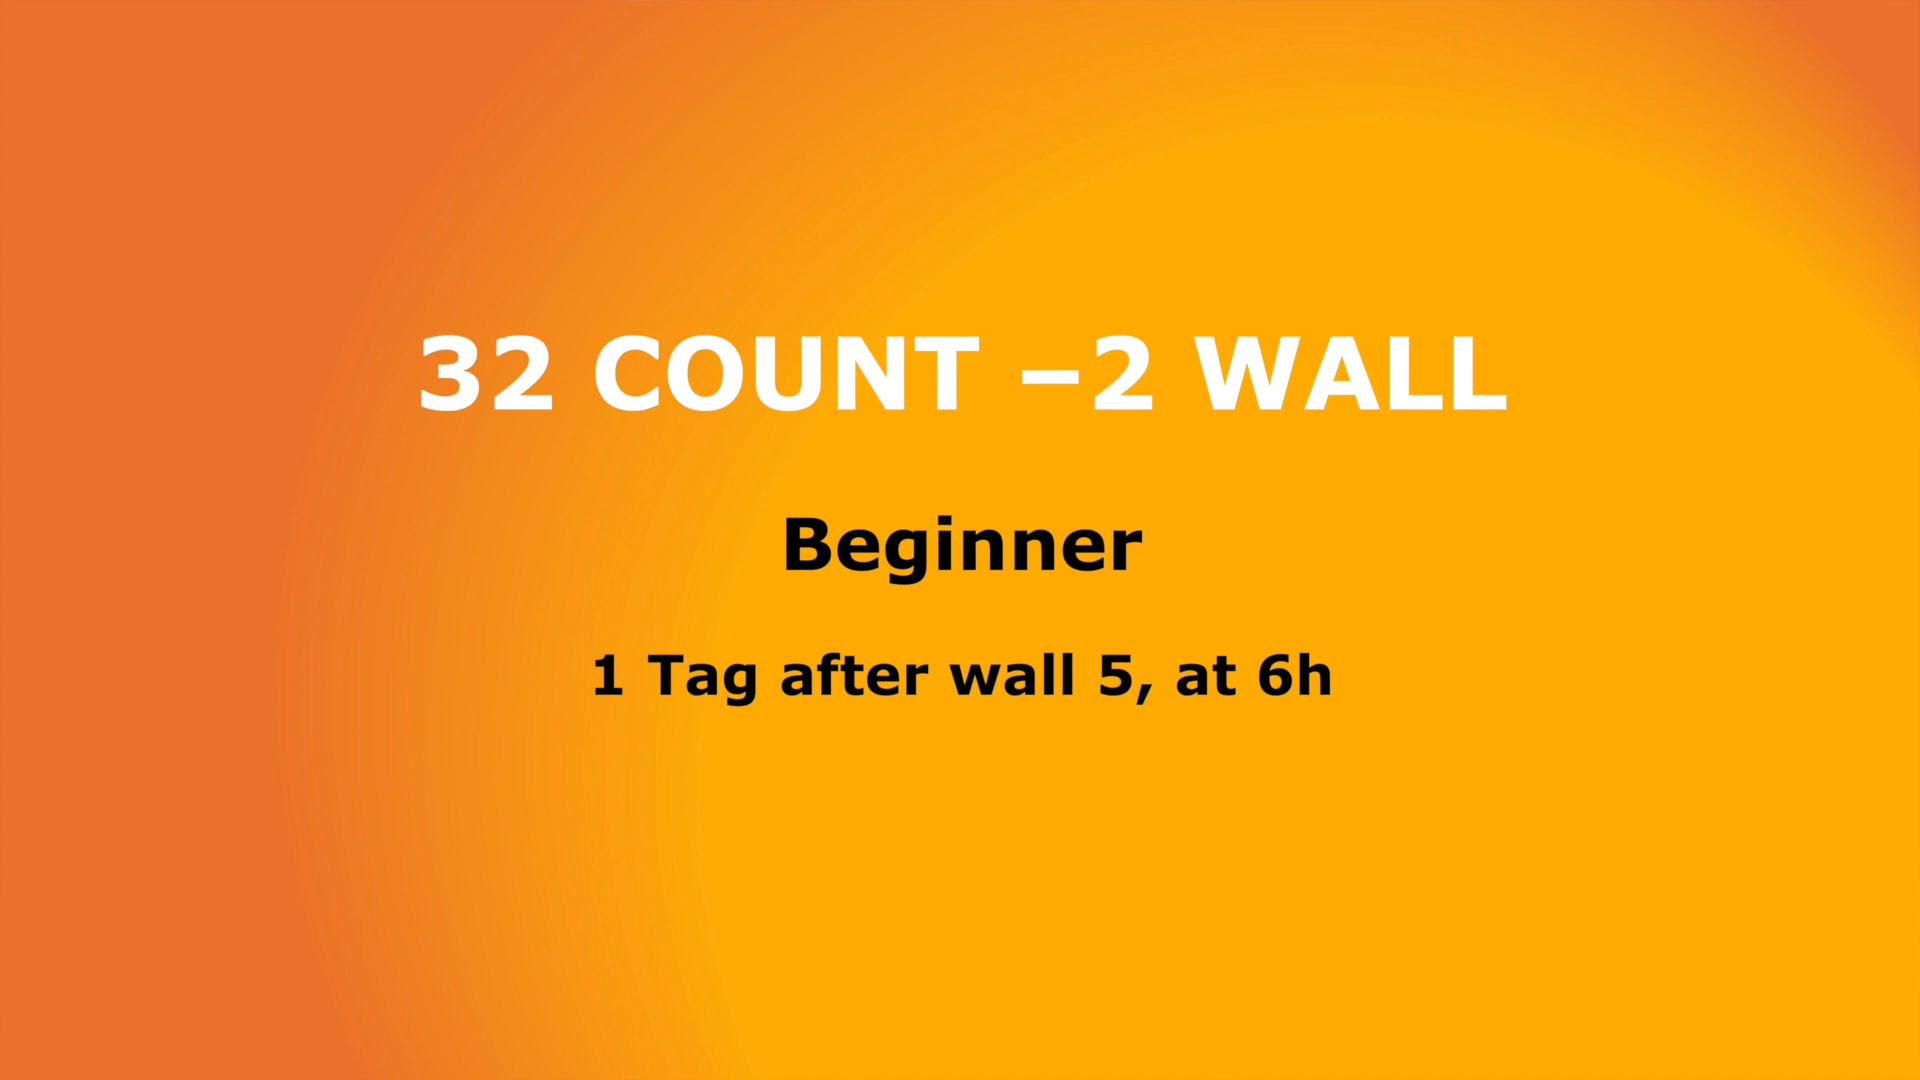 32 COUNT –2 WALL
Beginner
1 Tag after wall 5, at 6h